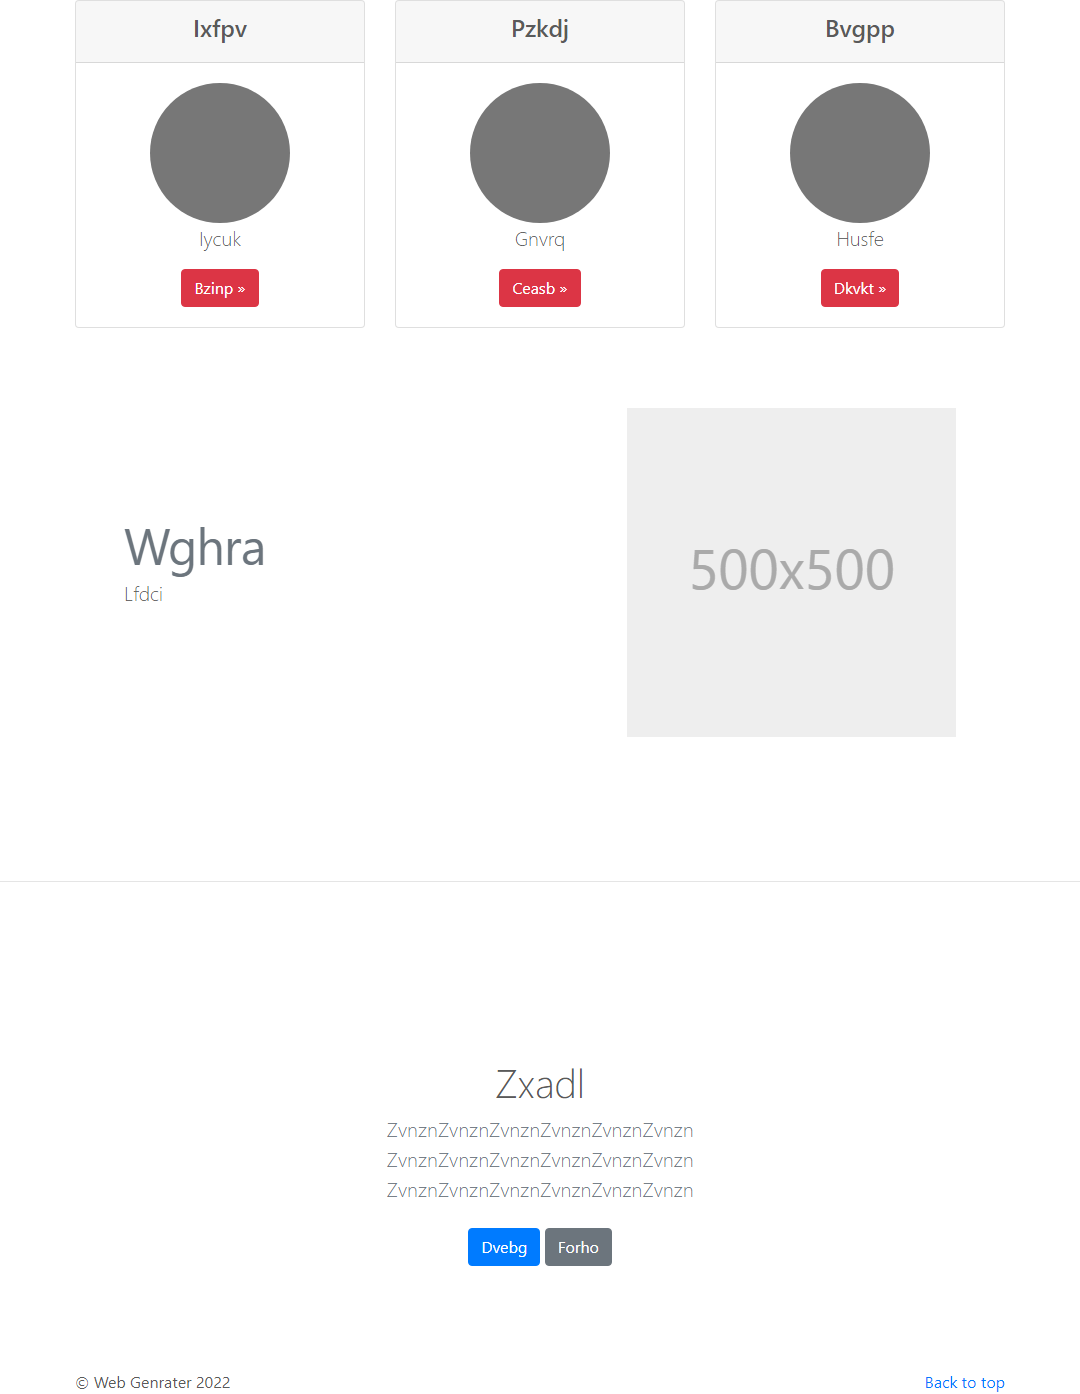 Ixfpv
Pzkdj
Bvgpp
Iycuk
Gnvrq
Husfe
Bzinp »
Ceasb »
Dkvkt »
Wghra
Lfdci
500x500
Zxadl
ZvnznZvnznZvnznZvnznZvnznZvnzn
ZvnznZvnznZvnznZvnznZvnznZvnzn
ZvnznZvnznZvnznZvnznZvnznZvnzn
Dvebg
Forho
© Web Genrater 2022
Back to top